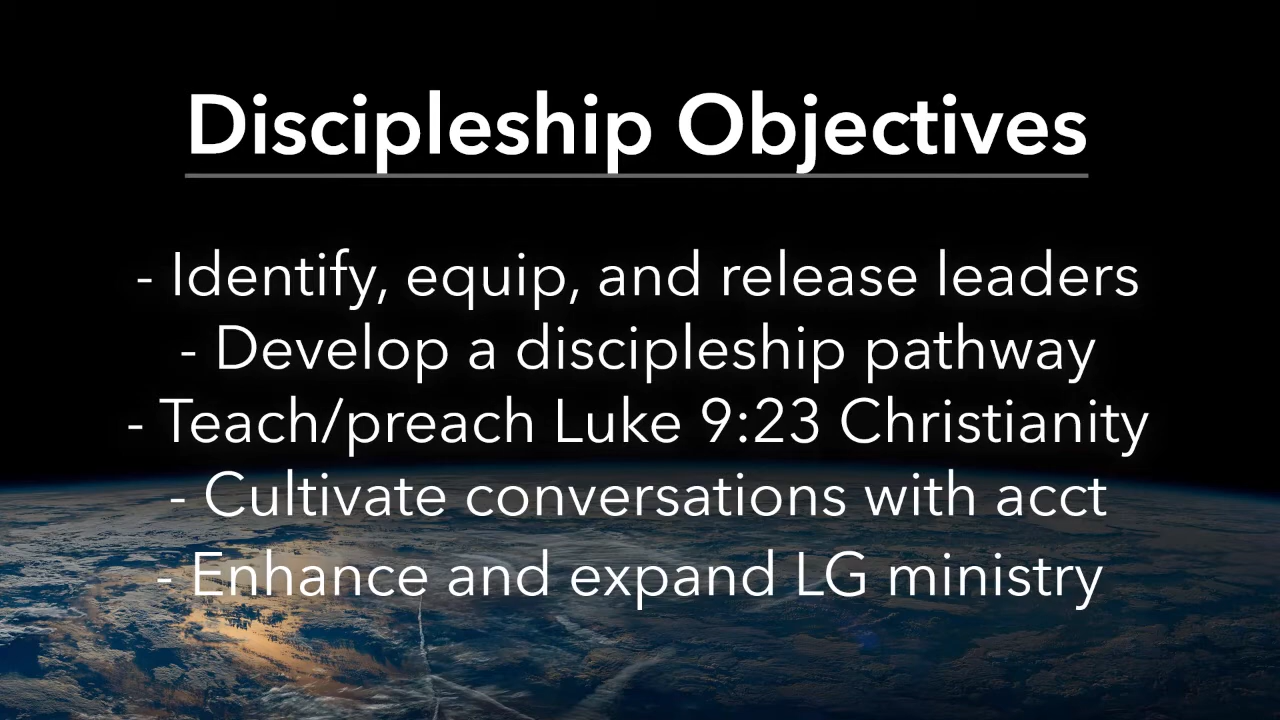 Discipleship Objectives
- Identify, equip, and release leaders
- Develop a discipleship pathway
- Teach/preach Luke 9:23 Christianity
- Cultivate conversations with acct
- Enhance and expand LG ministry